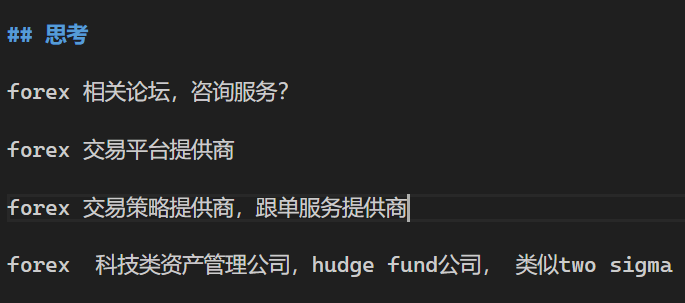 ## 思考
forex 相关论坛，咨询服务？
forex 交易平台提供商
forex 交易策略提供商，跟单服务提供商
forex  科技类资产管理公司，hudge fund公司， 类似two sigma